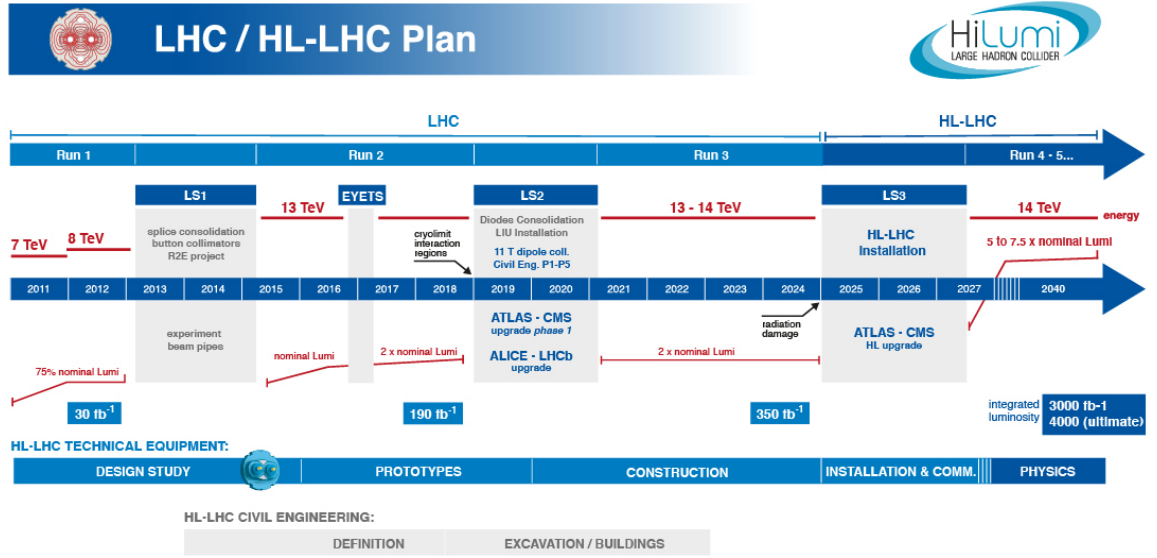 LHC / HL-LHC Plan
HiLumi
LARGE HADRON COLLIDER
LHC
HL-LHC
Run 1
Run 2
Run 3
Run 4 - 5...
LS1
EYETS
LS2
LS3
splice consolidation
button collimators
R2E project
13 TeV
Diodes Consolidation
LIU Installation
11 T dipole coll.
Civil Eng. P1-P5
13 - 14 TeV
HL-LHC
Installation
14 TeV
energy
7 TeV
8 TeV
cryolimit
interaction
regions
5 to 7.5 x nominal Lumi
2011
2012
2013
2014
2015
2016
2017
2018
2019
2020
2021
2022
2023
2024
2025
2026
2027
2040
experiment
beam pipes
ATLAS - CMS
upgrade phase 1
ALICE - LHCb
upgrade
radiation
damage
ATLAS - CMS
HL upgrade
75% nominal Lumi
nominal Lumi
2 x nominal Lumi
2 x nominal Lumi
30 fb-1
190 fb-1
350 fb-1
integrated
luminosity
3000 fb-1
4000 (ultimate)
HL-LHC TECHNICAL EQUIPMENT:
DESIGN STUDY
PROTOTYPES
CONSTRUCTION
INSTALLATION & COMM.
PHYSICS
HL-LHC CIVIL ENGINEERING:
DEFINITION
EXCAVATION / BUILDINGS